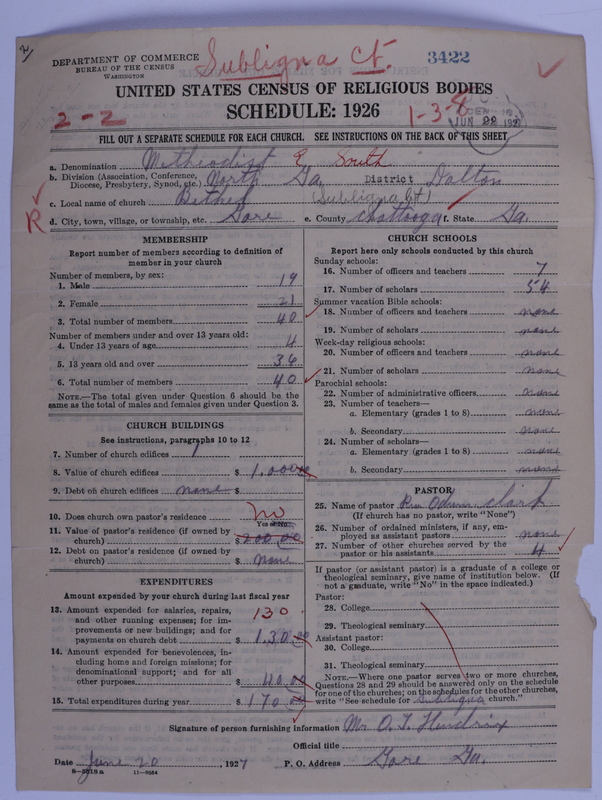 DEPARTMENT OF COMMERCE
BUREAU OF THE CENSUS
WASHINGTON
Subligna Ct.
3422
UNITED STATES CENSUS OF RELIGIOUS BODIES
SCHEDULE: 1926
2-2
1-3-8
JUN 22 192
FILL OUT A SEPARATE SCHEDULE FOR EACH CHURCH. SEE INSTRUCTIONS ON THE BACK OF THIS SHEET
a. Denomination Methodist E South
b. Division (Association, Conference, Diocese, Presbytery, Synod, etc.) North Ga. District Dalton
c. Local name of church Bethel (Subligna Ct)
R
d. City, town, village, or township, etc. Gore e. County Chattooga f. State Ga.
MEMBERSHIP
Report number of members according to definition of
member in your church
Number of members, by sex:
1. Male 19
2. Female 21
3. Total number of members 40
Number of members under and over 13 years old:
4. Under 13 years of age 4
5. 13 years old and over 36
6. Total number of members 40
NOTE.—The total given under Question 6 should be the
same as the total of males and females given under Question 3.
CHURCH BUILDINGS
See instructions, paragraphs 10 to 12
7. Number of church edifices 1
8. Value of church edifices $ 1,000.00
9. Debt on church edifices none $
10. Does church own pastor's residence no
Yes or No
11. Value of pastor's residence (if owned by
church) $ 200.00
12. Debt on pastor's residence (if owned by
church) $ None
EXPENDITURES
Amount expended by your church during last fiscal year
13. Amount expended for salaries, repairs, 130
and other running expenses; for im-
provements or new buildings; and for
payments on church debt $ 130.00
14. Amount expended for benevolences, in-
cluding home and foreign missions; for
denominational support; and for all
other purposes $ 40.00
15. Total expenditures during year $ 170.00
CHURCH SCHOOLS
Report here only schools conducted by this church
Sunday schools:
16. Number of officers and teachers 7
17. Number of scholars 54
Summer vacation Bible schools:
18. Number of officers and teachers none
19. Number of scholars none
Week-day religious schools:
20. Number of officers and teachers none
21. Number of scholars none
Parochial schools:
22. Number of administrative officers none
23. Number of teachers—
a. Elementary (grades 1 to 8) none
b. Secondary none
24. Number of scholars—
a. Elementary (grades 1 to 8) none
b. Secondary none
PASTOR
25. Name of pastor Rev Odum Clark
(If church has no pastor, write "None")
26. Number of ordained ministers, if any, em-
ployed as assistant pastors none
27. Number of other churches served by the
pastor or his assistants 4
If pastor (or assistant pastor) is a graduate of a college or
theological seminary, give name of institution below. (If
not a graduate, write "No" in the space indicated.)
Pastor:
28. College
29. Theological seminary
Assistant pastor:
30. College
31. Theological seminary
NOTE.—Where one pastor serves two or more churches,
Questions 28 and 29 should be answered only on the schedule
for one of the churches; on the schedules for the other churches,
write "See schedule for Subligna church."
Signature of person furnishing information Mr O. T. Hendrix
Official title
Date June 20, 1927 P. O. Address Gore Ga.
8-5518 a 11-9684